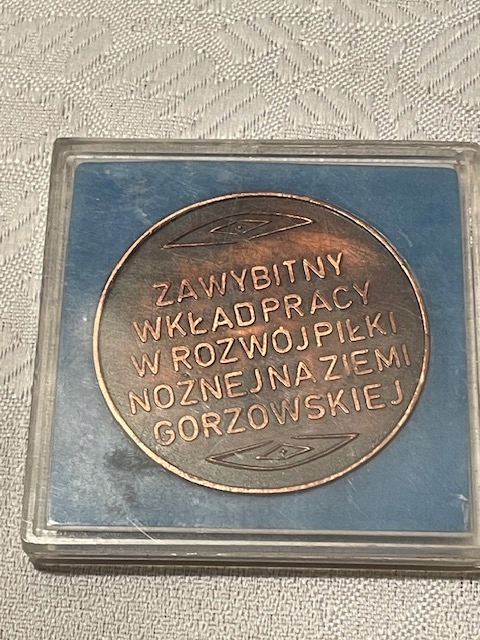 ZA WYBITNY
WKŁAD PRACY
W ROZWÓJ PIŁKI
NOŻNEJ NA ZIEMI
GORZOWSKIEJ